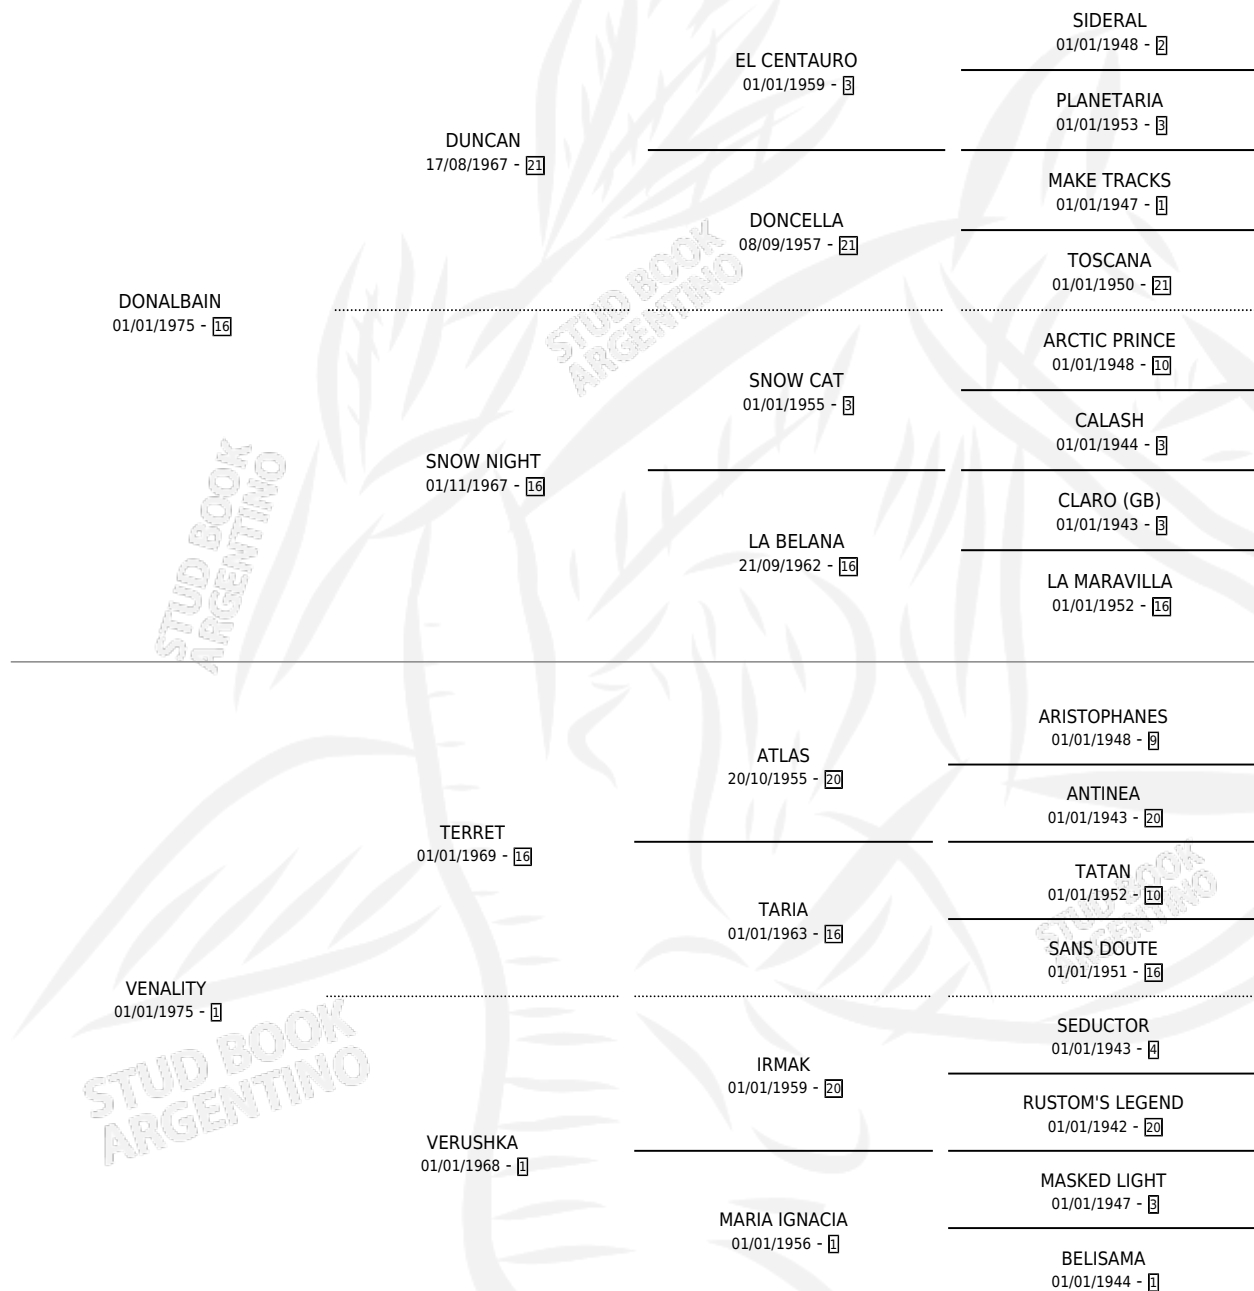 SIDERAL
01/01/1948 - 2
EL CENTAURO
01/01/1959 - 3
PLANETARIA
01/01/1953 - 3
DUNCAN
17/08/1967 - 21
MAKE TRACKS
01/01/1947 - 1
DONCELLA
08/09/1957 - 21
TOSCANA
01/01/1950 - 21
DONALBAIN
01/01/1975 - 16
ARCTIC PRINCE
01/01/1948 - 10
SNOW CAT
01/01/1955 - 3
CALASH
01/01/1944 - 3
SNOW NIGHT
01/11/1967 - 16
CLARO (GB)
01/01/1943 - 3
LA BELANA
21/09/1962 - 16
LA MARAVILLA
01/01/1952 - 16
STUD BOOK
ARGENTINO
STUD BOOK
ARGENTINO
ARISTOPHANES
01/01/1948 - 9
ATLAS
20/10/1955 - 20
ANTINEA
01/01/1943 - 20
TERRET
01/01/1969 - 16
TATAN
01/01/1952 - 10
TARIA
01/01/1963 - 16
SANS DOUTE
01/01/1951 - 16
STUD BOOK
ARGENTINO
VENALITY
01/01/1975 - 1
SEDUCTOR
01/01/1943 - 4
IRMAK
01/01/1959 - 20
RUSTOM'S LEGEND
01/01/1942 - 20
VERUSHKA
01/01/1968 - 1
MASKED LIGHT
01/01/1947 - 3
MARIA IGNACIA
01/01/1956 - 1
BELISAMA
01/01/1944 - 1
STUD BOOK
ARGENTINO